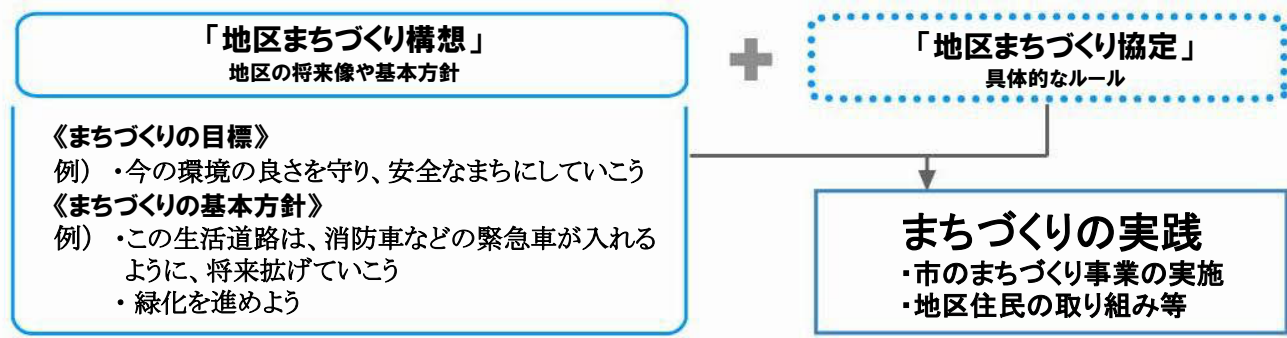 「地区まちづくり構想」
地区の将来像や基本方針
《まちづくりの目標》
例） ・今の環境の良さを守り、安全なまちにしていこう
《まちづくりの基本方針》
例） ・この生活道路は、消防車などの緊急車が入れる
ように、将来拡げていこう
・ 緑化を進めよう
「地区まちづくり協定」
具体的なルール
まちづくりの実践
・市のまちづくり事業の実施
・地区住民の取り組み等